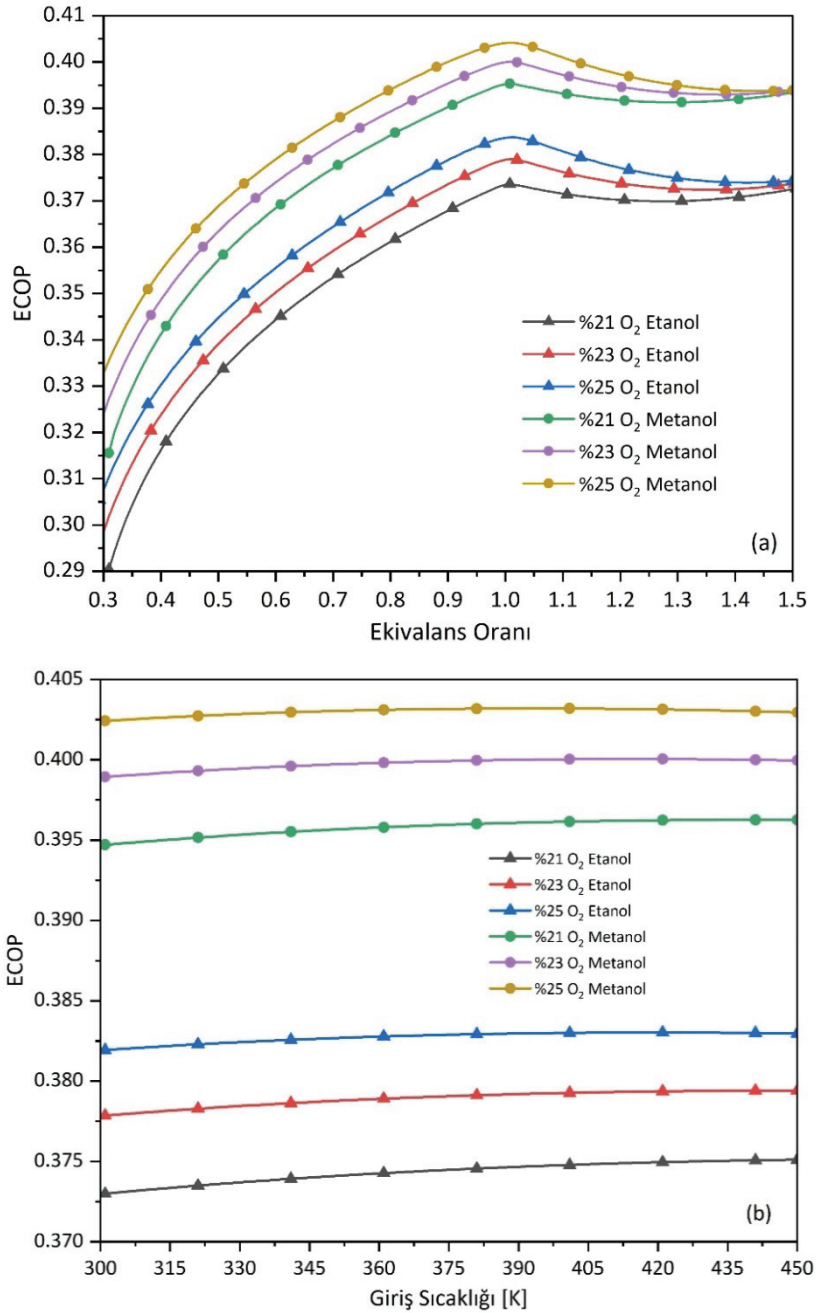 0.41
0.40
0.39
0.38
0.37
0.36
0.35
0.34
0.33
0.32
0.31
0.30
0.29
ECOP
%21 O₂ Etanol
%23 O₂ Etanol
%25 O₂ Etanol
%21 O₂ Metanol
%23 O₂ Metanol
%25 O₂ Metanol
(a)
0.3 0.4 0.5 0.6 0.7 0.8 0.9 1.0 1.1 1.2 1.3 1.4 1.5
Ekivalans Oranı
0.405
0.400
0.395
0.390
0.385
0.380
0.375
0.370
ECOP
%21 O₂ Etanol
%23 O₂ Etanol
%25 O₂ Etanol
%21 O₂ Metanol
%23 O₂ Metanol
%25 O₂ Metanol
(b)
300 315 330 345 360 375 390 405 420 435 450
Giriş Sıcaklığı [K]